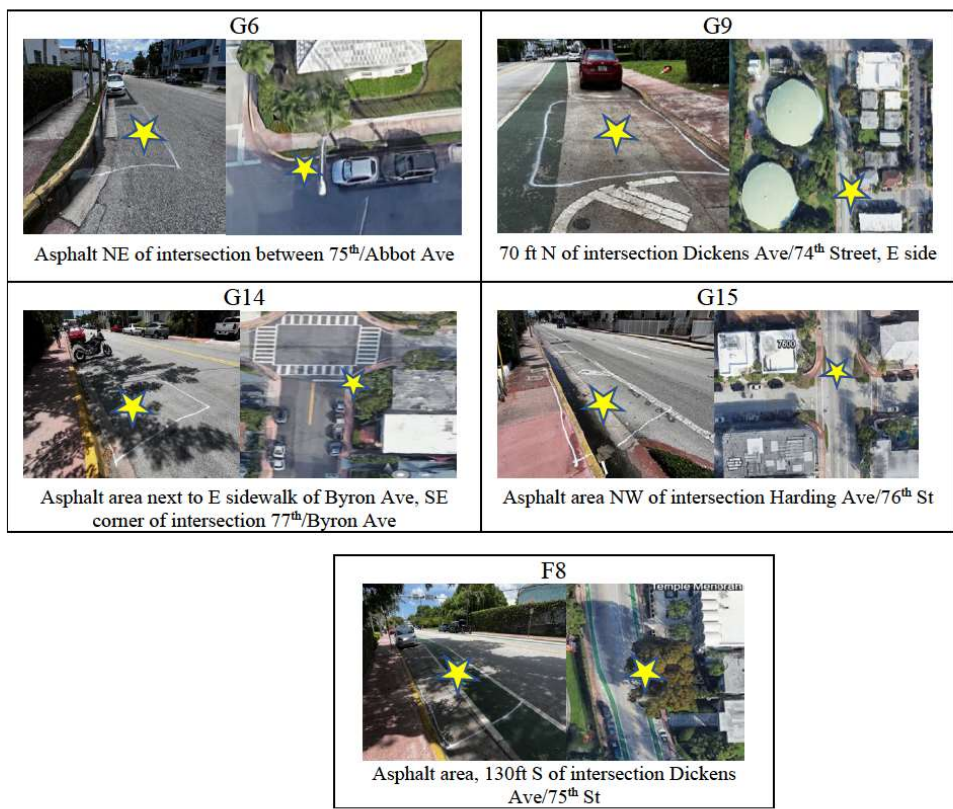 G6
G9
Asphalt NE of intersection between 75th/Abbot Ave
70 ft N of intersection Dickens Ave/74th Street, E side
G14
G15
7600
Asphalt area next to E sidewalk of Byron Ave, SE
corner of intersection 77th/Byron Ave
Asphalt area NW of intersection Harding Ave/76th St
F8
Temple Menorah
Asphalt area, 130ft S of intersection Dickens
Ave/75th St